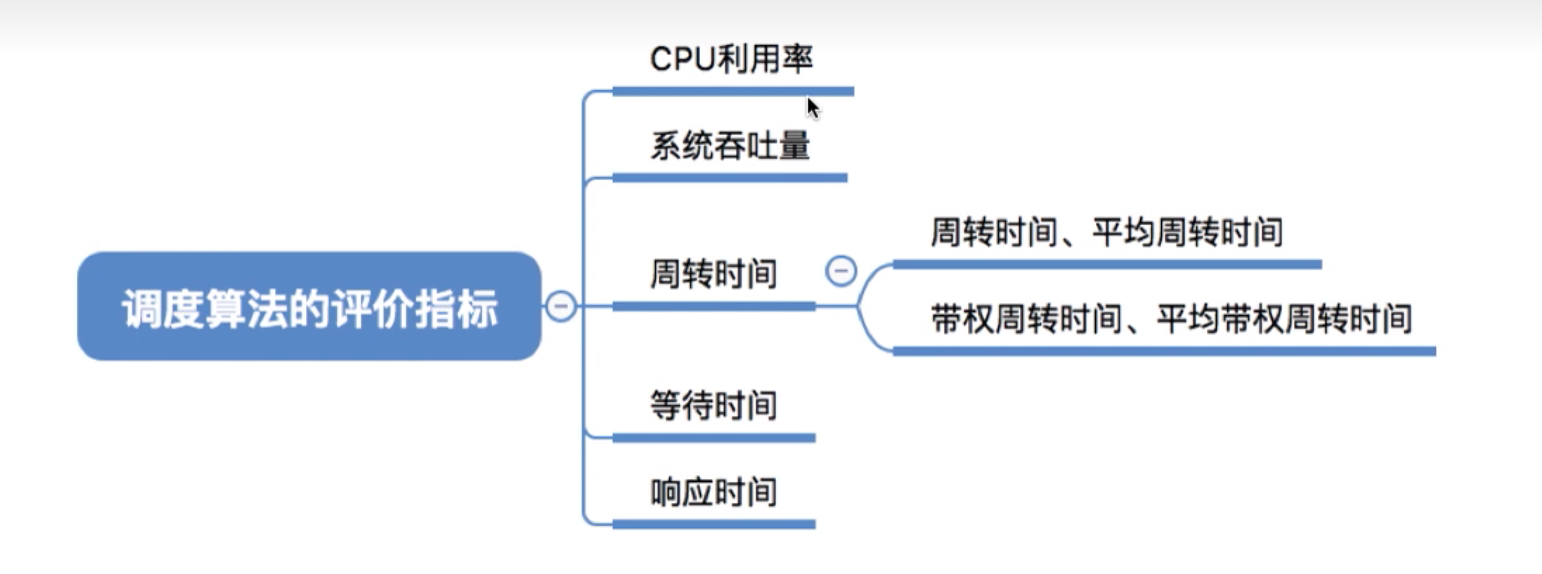 CPU利用率
系统吞吐量
周转时间、平均周转时间
周转时间
调度算法的评价指标
带权周转时间、平均带权周转时间
等待时间
响应时间